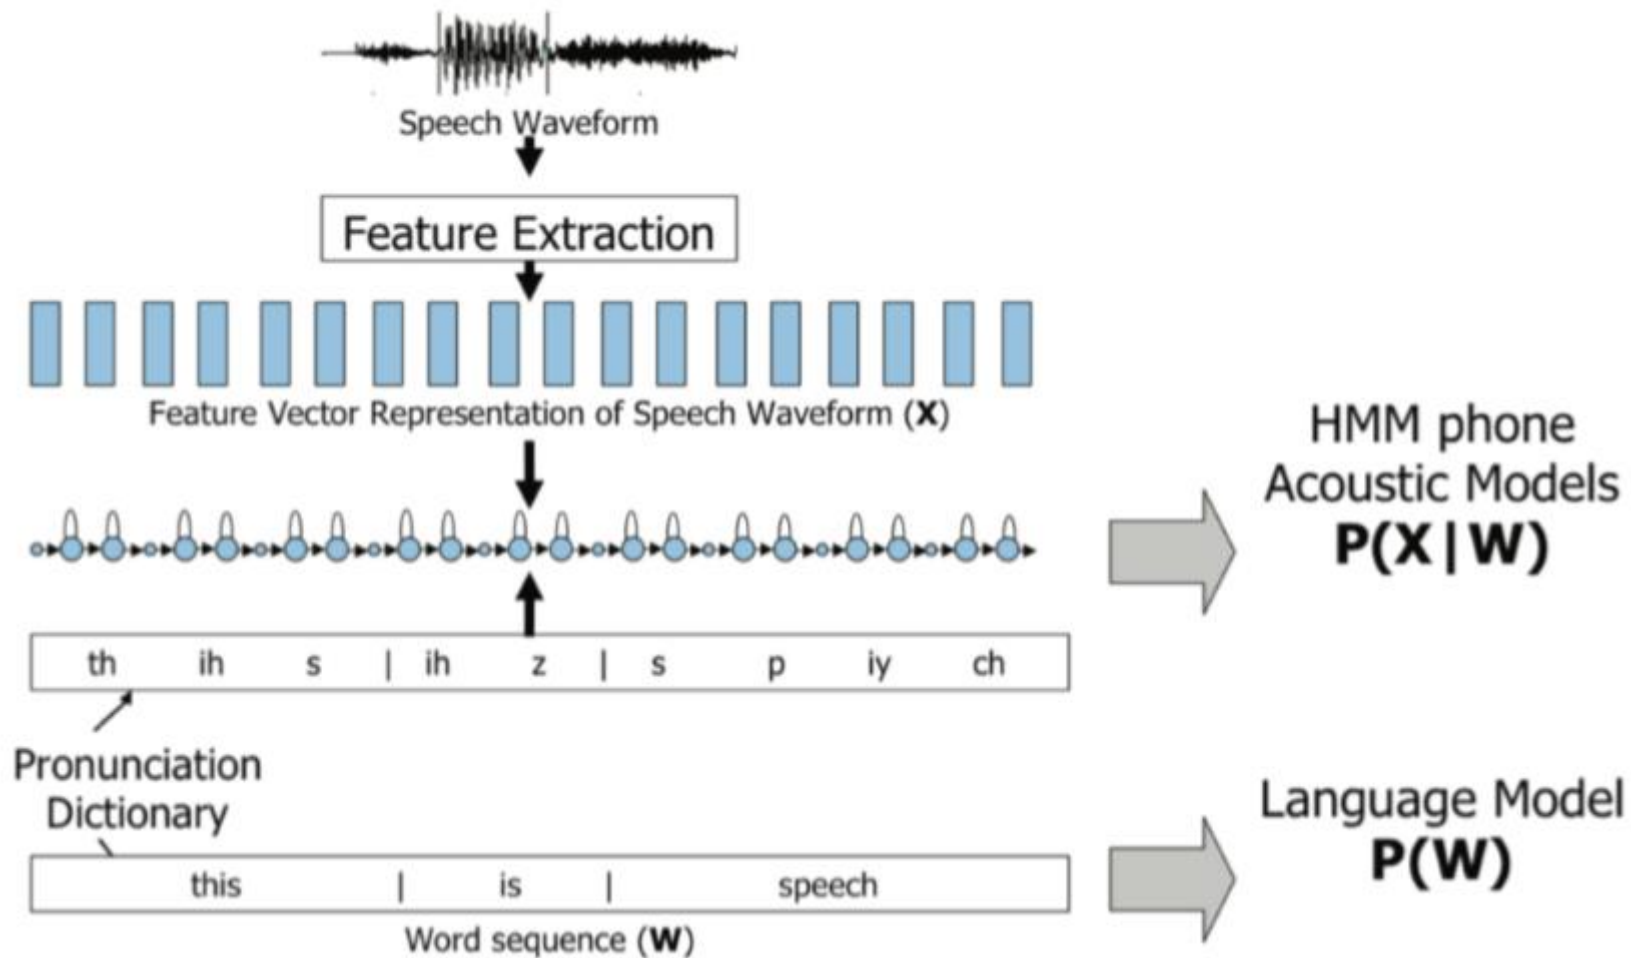 Speech Waveform
Feature Extraction
Feature Vector Representation of Speech Waveform (X)
HMM phone
Acoustic Models
P(X|W)
th ih s | ih z | s p iy ch
Pronunciation
Dictionary
Language Model
P(W)
this | is | speech
Word sequence (W)